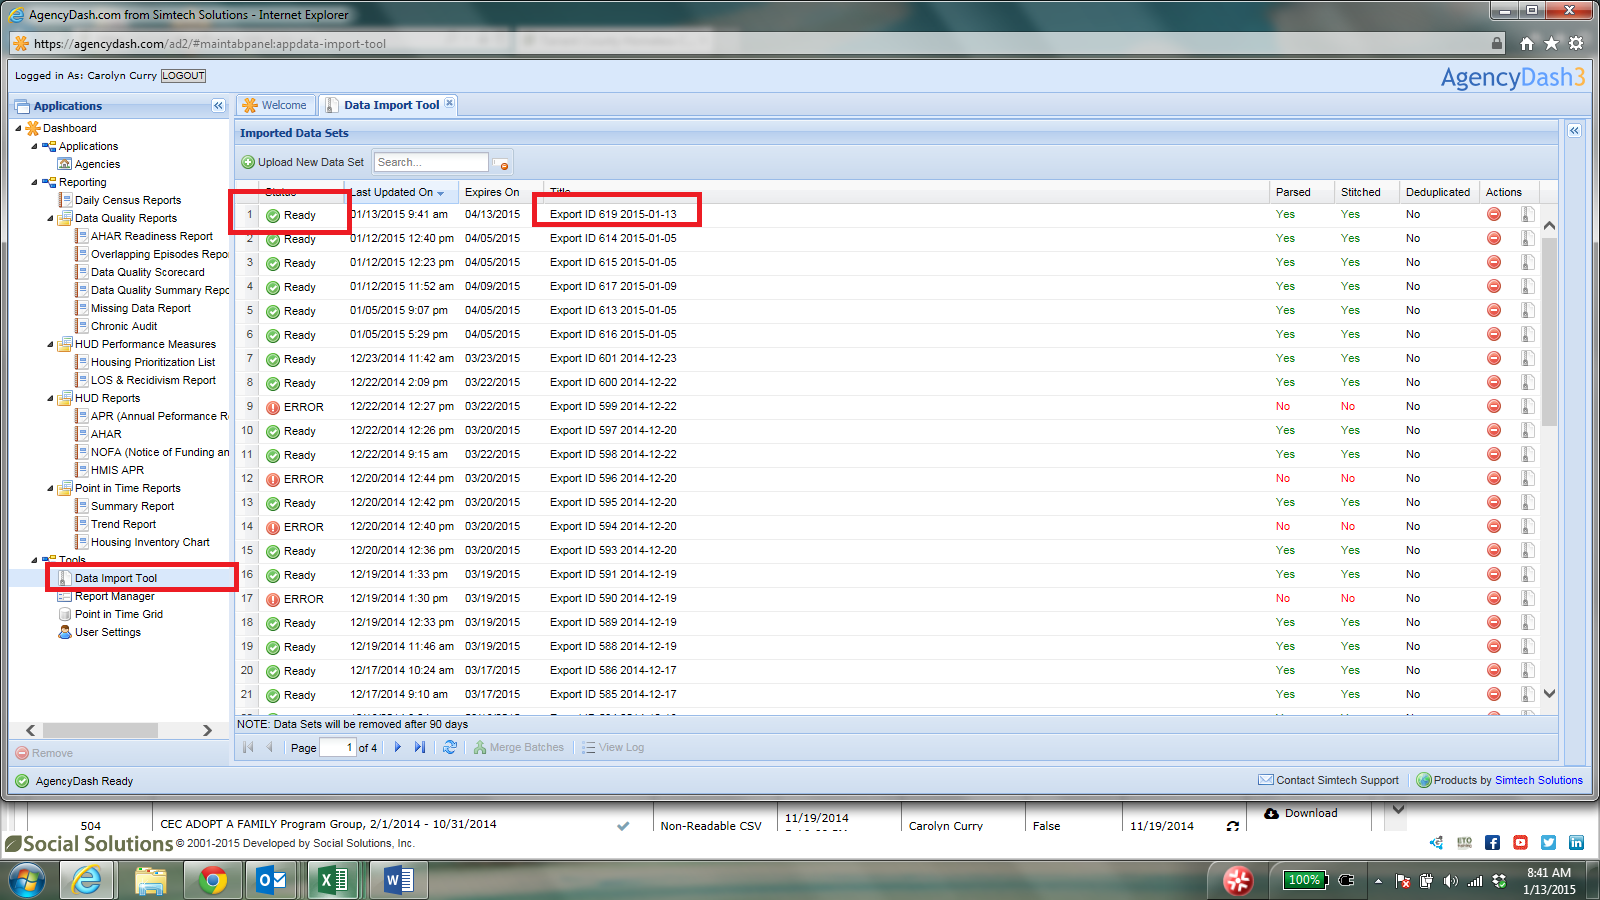 AgencyDash.com from Simtech Solutions - Internet Explorer
https://agencydash.com/ad2/#maintabpanel:appdata-import-tool
Logged in As: Carolyn Curry LOGOUT
AgencyDash3
Applications
Dashboard
Applications
Agencies
Reporting
Daily Census Reports
Data Quality Reports
AHAR Readiness Report
Overlapping Episodes Repo
Data Quality Scorecard
Data Quality Summary Repo
Missing Data Report
Chronic Audit
HUD Performance Measures
Housing Prioritization List
LOS & Recidivism Report
HUD Reports
APR (Annual Peformance R
AHAR
NOFA (Notice of Funding an
HMIS APR
Point in Time Reports
Summary Report
Trend Report
Housing Inventory Chart
Tools
Data Import Tool
Report Manager
Point in Time Grid
User Settings
Remove
Welcome
Data Import Tool
Imported Data Sets
Upload New Data Set Search...
Status Last Updated On Expires On Title Parsed Stitched Deduplicated Actions
1 Ready 01/13/2015 9:41 am 04/13/2015 Export ID 619 2015-01-13 Yes Yes No
2 Ready 01/12/2015 12:40 pm 04/05/2015 Export ID 614 2015-01-05 Yes Yes No
3 Ready 01/12/2015 12:23 pm 04/05/2015 Export ID 615 2015-01-05 Yes Yes No
4 Ready 01/12/2015 11:52 am 04/09/2015 Export ID 617 2015-01-09 Yes Yes No
5 Ready 01/05/2015 9:07 pm 04/05/2015 Export ID 613 2015-01-05 Yes Yes No
6 Ready 01/05/2015 5:29 pm 04/05/2015 Export ID 616 2015-01-05 Yes Yes No
7 Ready 12/23/2014 11:42 am 03/23/2015 Export ID 601 2014-12-23 Yes Yes No
8 Ready 12/22/2014 2:09 pm 03/22/2015 Export ID 600 2014-12-22 Yes Yes No
9 ERROR 12/22/2014 12:27 pm 03/22/2015 Export ID 599 2014-12-22 No No No
10 Ready 12/22/2014 12:26 pm 03/20/2015 Export ID 597 2014-12-20 Yes Yes No
11 Ready 12/22/2014 9:15 am 03/22/2015 Export ID 598 2014-12-22 Yes Yes No
12 ERROR 12/20/2014 12:44 pm 03/20/2015 Export ID 596 2014-12-20 No No No
13 Ready 12/20/2014 12:42 pm 03/20/2015 Export ID 595 2014-12-20 Yes Yes No
14 ERROR 12/20/2014 12:40 pm 03/20/2015 Export ID 594 2014-12-20 No No No
15 Ready 12/20/2014 12:36 pm 03/20/2015 Export ID 593 2014-12-20 Yes Yes No
16 Ready 12/19/2014 1:33 pm 03/19/2015 Export ID 591 2014-12-19 Yes Yes No
17 ERROR 12/19/2014 1:30 pm 03/19/2015 Export ID 590 2014-12-19 No No No
18 Ready 12/19/2014 12:33 pm 03/19/2015 Export ID 589 2014-12-19 Yes Yes No
19 Ready 12/19/2014 11:46 am 03/19/2015 Export ID 588 2014-12-19 Yes Yes No
20 Ready 12/17/2014 10:24 am 03/17/2015 Export ID 586 2014-12-17 Yes Yes No
21 Ready 12/17/2014 9:10 am 03/17/2015 Export ID 585 2014-12-17 Yes Yes No
NOTE: Data Sets will be removed after 90 days
Page 1 of 4 Merge Batches View Log
AgencyDash Ready
Contact Simtech Support Products by Simtech Solutions
504 CEC ADOPT A FAMILY Program Group, 2/1/2014 - 10/31/2014 Non-Readable CSV 11/19/2014 Carolyn Curry False 11/19/2014 Download
Social Solutions © 2001-2015 Developed by Social Solutions, Inc.
ETO
100%
8:41 AM
1/13/2015